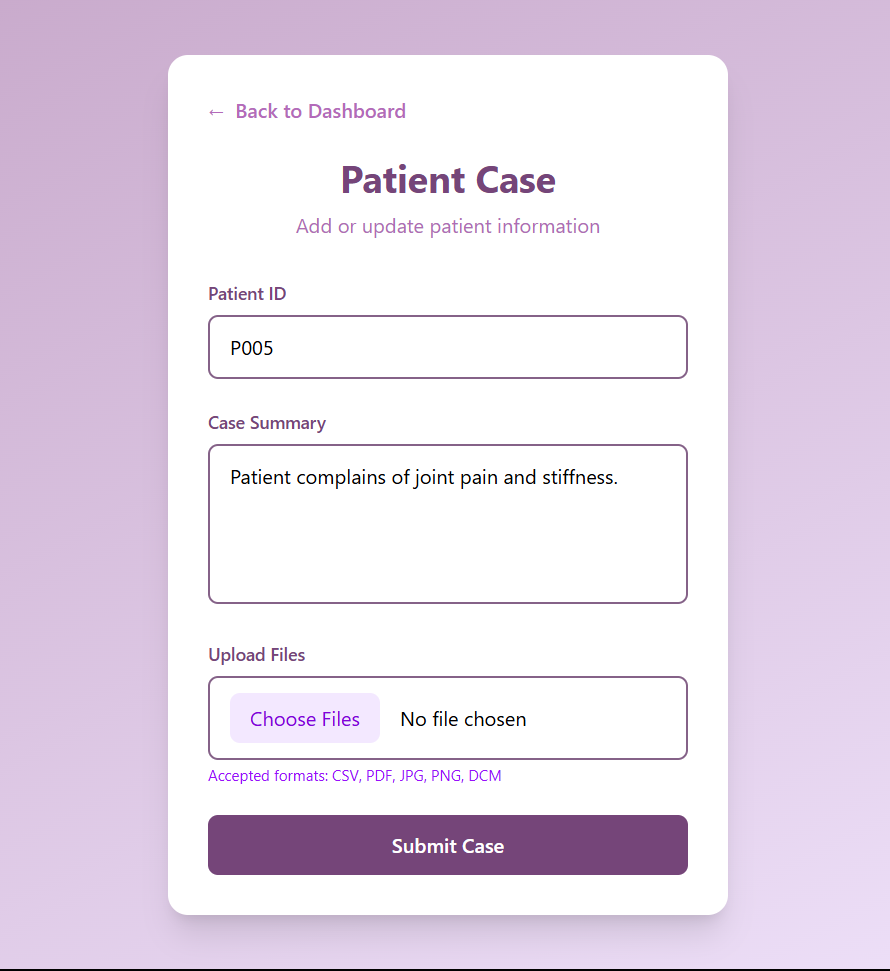 ← Back to Dashboard
Patient Case
Add or update patient information
Patient ID
P005
Case Summary
Patient complains of joint pain and stiffness.
Upload Files
Choose Files No file chosen
Accepted formats: CSV, PDF, JPG, PNG, DCM
Submit Case